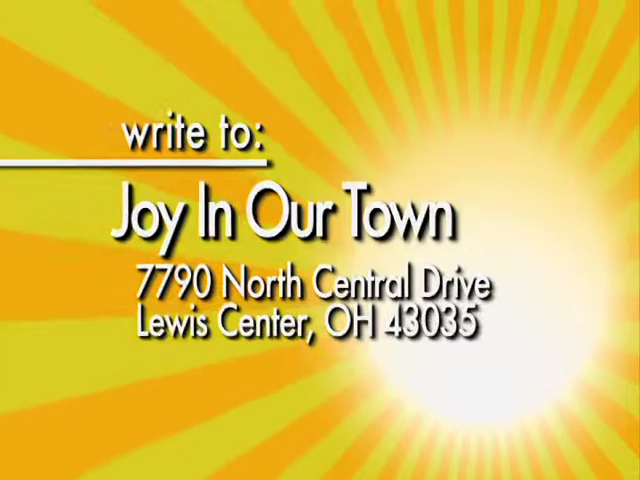 write to:
Joy In Our Town
7790 North Central Drive
Lewis Center, OH 43035